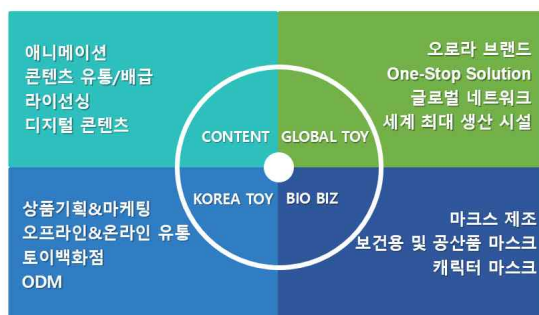 애니메이션
콘텐츠 유통/배급
라이선싱
디지털 콘텐츠
CONTENT
오로라 브랜드
One-Stop Solution
글로벌 네트워크
세계 최대 생산 시설
GLOBAL TOY
KOREA TOY
상품기획&마케팅
오프라인&온라인 유통
토이백화점
ODM
BIO BIZ
마크스 제조
보건용 및 공산품 마스크
캐릭터 마스크